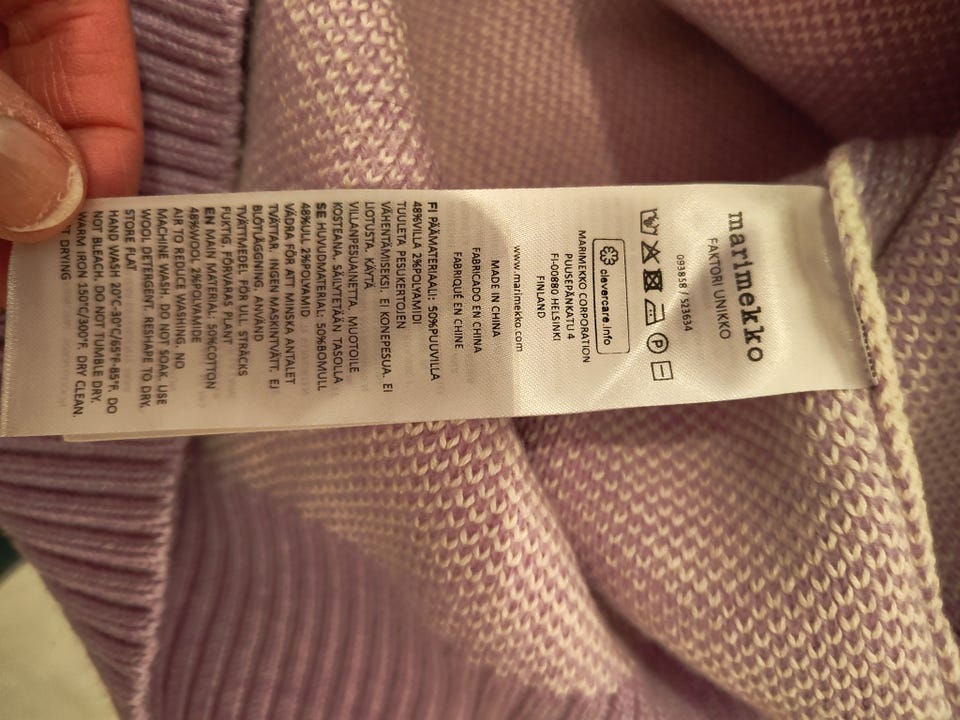 marimekko
FAKTORI UNIKKO
093858 / 523634
P
clevercare.info
MARIMEKKO CORPORATION
PUUSEPÄNKATU 4
FI-00880 HELSINKI
FINLAND
www.marimekko.com
MADE IN CHINA
FABRICADO EN CHINA
FABRIQUÉ EN CHINE
FI PÄÄMATERIAALI: 50%PUUVILLA
48%VILLA 2%POLYAMIDI
TUULETA PESUKERTOJEN
VÄHENTÄMISEKSI. EI KONEPESUA. EI
LIOTUSTA. KÄYTÄ
VILLANPESUAINETTA. MUOTOILE
KOSTEANA. SÄILYTETÄÄN TASOLLA
SE HUVUDMATERIAL: 50%BOMULL
48%ULL 2%POLYAMID
VÄDRA FÖR ATT MINSKA ANTALET
TVÄTTAR. INGEN MASKINTVÄTT. EJ
BLÖTLÄGGNING. ANVÄND
TVÄTTMEDEL FÖR ULL. STRÄCKS
FUKTIG. FÖRVARAS PLANT
EN MAIN MATERIAL: 50%COTTON
48%WOOL 2%POLYAMIDE
AIR TO REDUCE WASHING. NO
MACHINE WASH. DO NOT SOAK. USE
WOOL DETERGENT. RESHAPE TO DRY.
STORE FLAT
HAND WASH 20°C-30°C/65°F-85°F. DO
NOT BLEACH. DO NOT TUMBLE DRY.
WARM IRON 150°C/300°F. DRY CLEAN.
DRYING